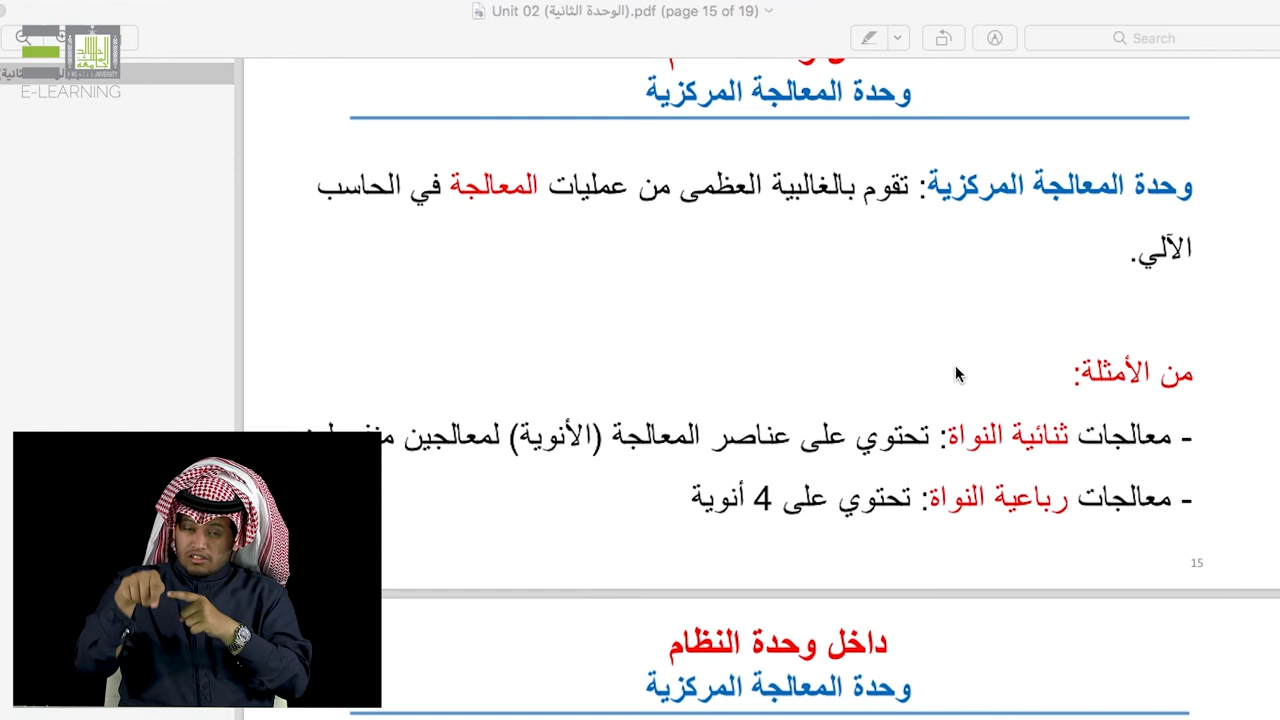 Unit 02 (الوحدة الثانية).pdf (page 15 of 19)
Search
E-LEARNING
وحدة المعالجة المركزية
وحدة المعالجة المركزية: تقوم بالغالبية العظمى من عمليات المعالجة في الحاسب
الآلي.
من الأمثلة:
- معالجات ثنائية النواة: تحتوي على عناصر المعالجة (الأنوية) لمعالجين
- معالجات رباعية النواة: تحتوي على 4 أنوية
15
داخل وحدة النظام
وحدة المعالجة المركزية